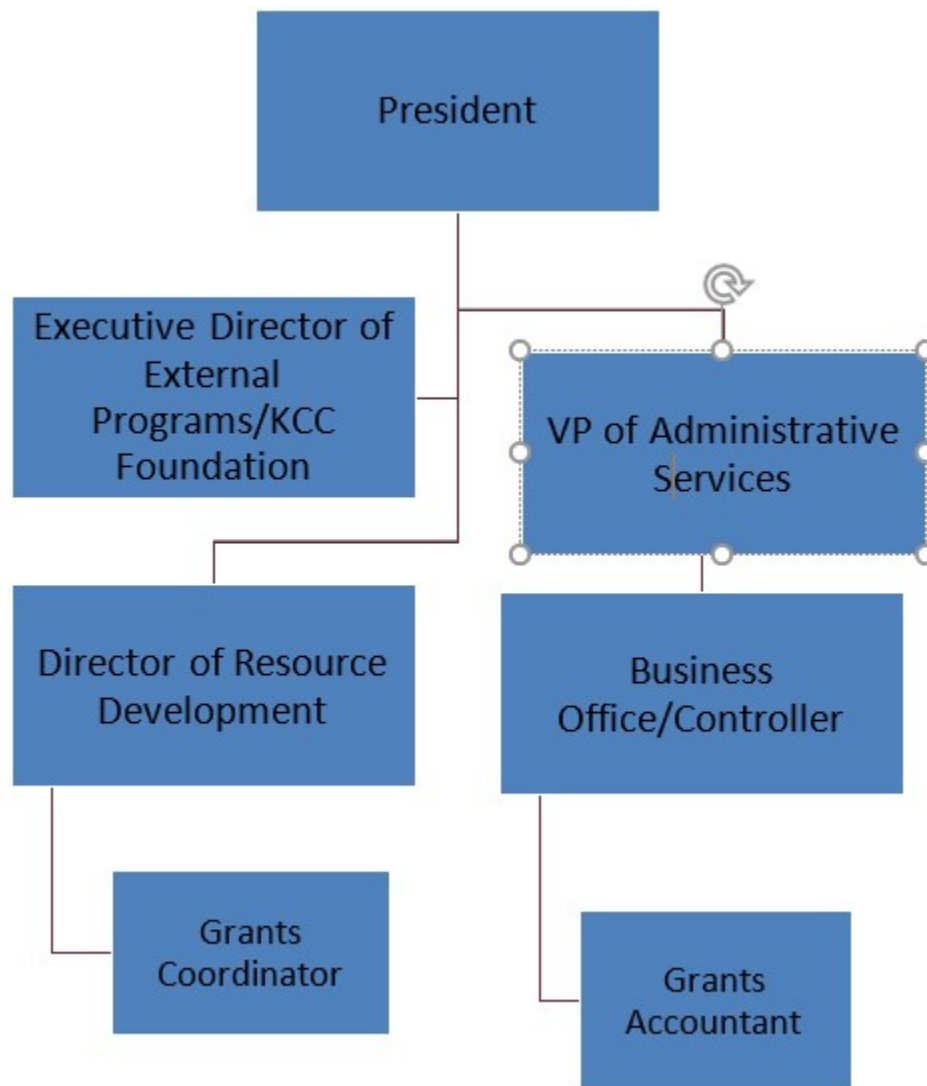 President
Executive Director of
External
Programs/KCC
Foundation
VP of Administrative
Services
Director of Resource
Development
Business
Office/Controller
Grants
Coordinator
Grants
Accountant